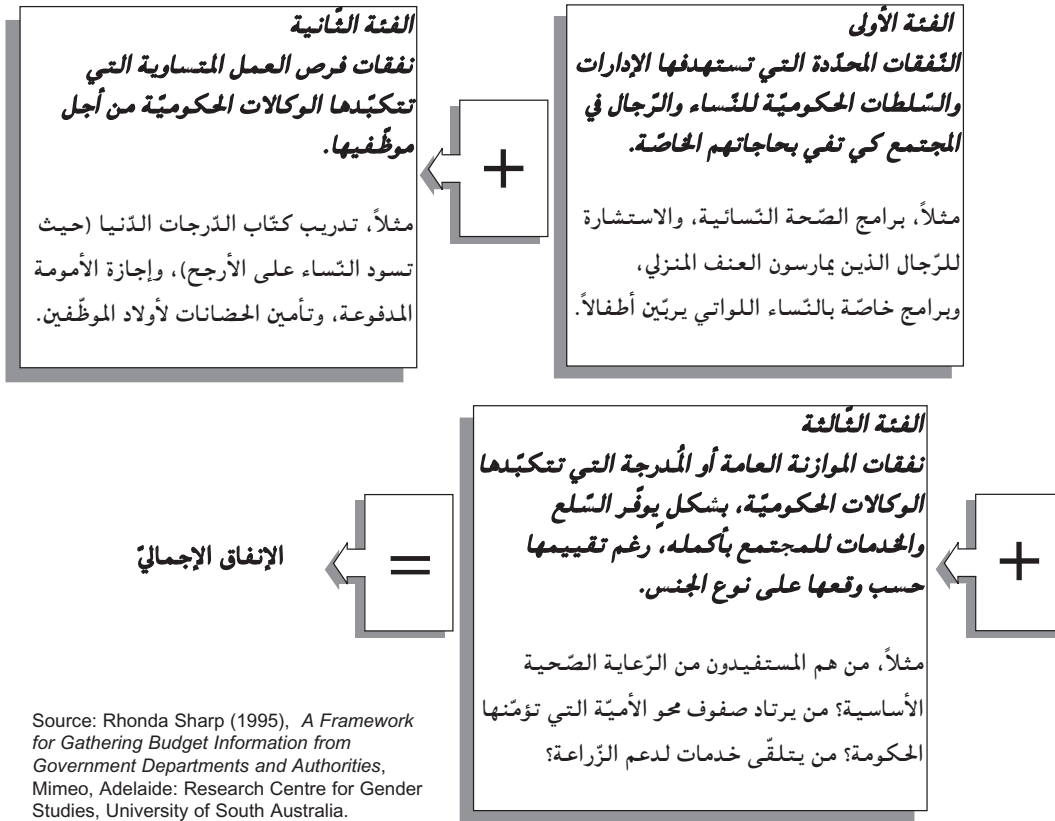 الفئة الأولى
النّفقات المحدّدة التي تستهدفها الإدارات
والسّلطات الحكوميّة للنّساء والرّجال في
المجتمع كي تفي بحاجاتهم الخاصّة.
مثلاً، برامج الصّحة النّسائية، والاستشارة
للرّجال الذين يمارسون العنف المنزلي،
وبرامج خاصّة بالنّساء اللواتي يربّين أطفالاً.
+
الفئة الثّانية
نفقات فرص العمل المتساوية التي
تتكبّدها الوكالات الحكوميّة من أجل
موظّفيها.
مثلاً، تدريب كتّاب الدّرجات الدّنيا (حيث
تسود النّساء على الأرجح)، وإجازة الأمومة
المدفوعة، وتأمين الحضانات لأولاد الموظّفين.
+
الفئة الثّالثة
نفقات الموازنة العامة أو المُدرجة التي تتكبّدها
الوكالات الحكوميّة، بشكلٍ يوفّر السّلع
والخدمات للمجتمع بأكمله، رغم تقييمها
حسب وقعها على نوع الجنس.
مثلاً، من هم المستفيدون من الرّعاية الصّحية
الأساسية؟ من يرتاد صفوف محو الأميّة التي تؤمّنها
الحكومة؟ من يتلقّى خدمات لدعم الزّراعة؟
=
الإنفاق الإجماليّ
Source: Rhonda Sharp (1995), A Framework
for Gathering Budget Information from
Government Departments and Authorities,
Mimeo, Adelaide: Research Centre for Gender
Studies, University of South Australia.